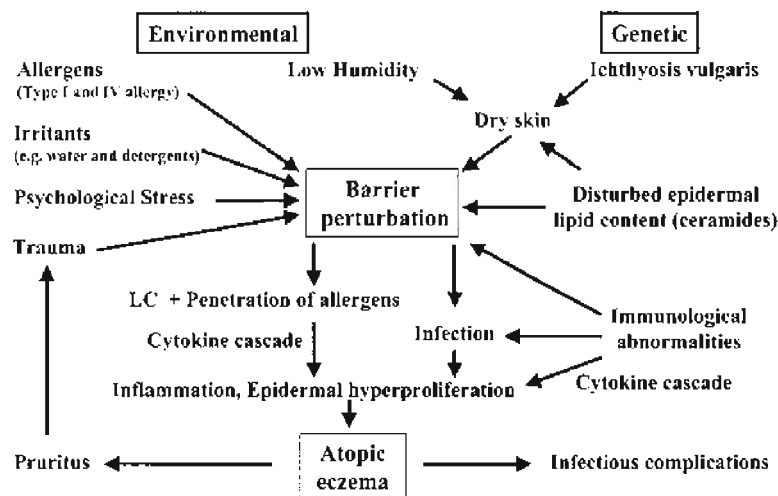 Environmental
Genetic
Allergens
(Type I and IV allergy)
Low Humidity
Ichthyosis vulgaris
Dry skin
Irritants
(e.g. water and detergents)
Barrier
perturbation
Psychological Stress
Disturbed epidermal
lipid content (ceramides)
Trauma
LC + Penetration of allergens
Immunological
abnormalities
Cytokine cascade
Infection
Cytokine cascade
Inflammation, Epidermal hyperproliferation
Pruritus
Atopic
eczema
Infectious complications